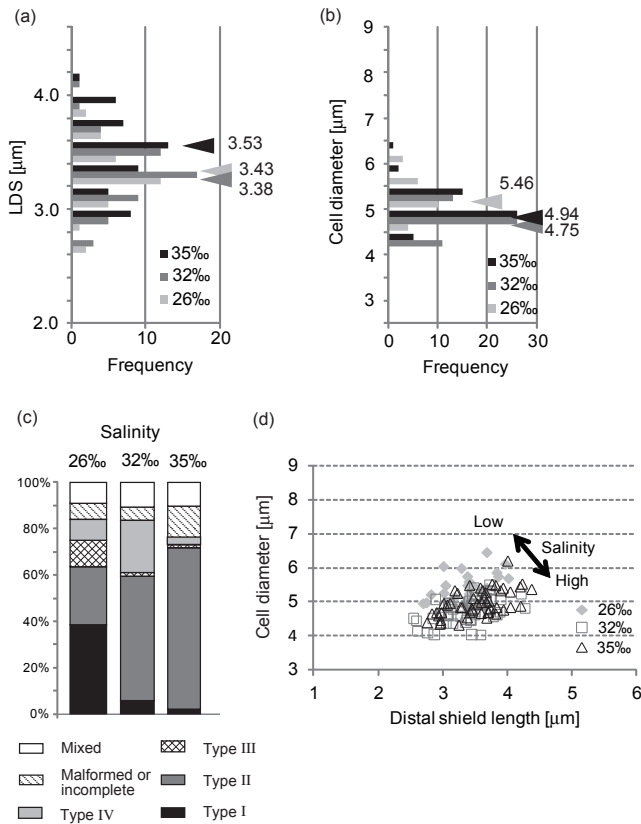 (a)
4.0
3.0
2.0
LDS [µm]
3.53
3.43
3.38
35‰
32‰
26‰
0 10 20
Frequency
(b)
9
8
7
6
5
4
3
Cell diameter [µm]
5.46
4.94
4.75
35‰
32‰
26‰
0 10 20 30
Frequency
(c)
Salinity
26‰ 32‰ 35‰
100%
80%
60%
40%
20%
0%
Mixed
Malformed or
incomplete
Type IV
Type III
Type II
Type I
(d)
9
8
7
6
5
4
3
Cell diameter [µm]
Low
Salinity
High
26‰
32‰
35‰
1 2 3 4 5 6
Distal shield length [µm]